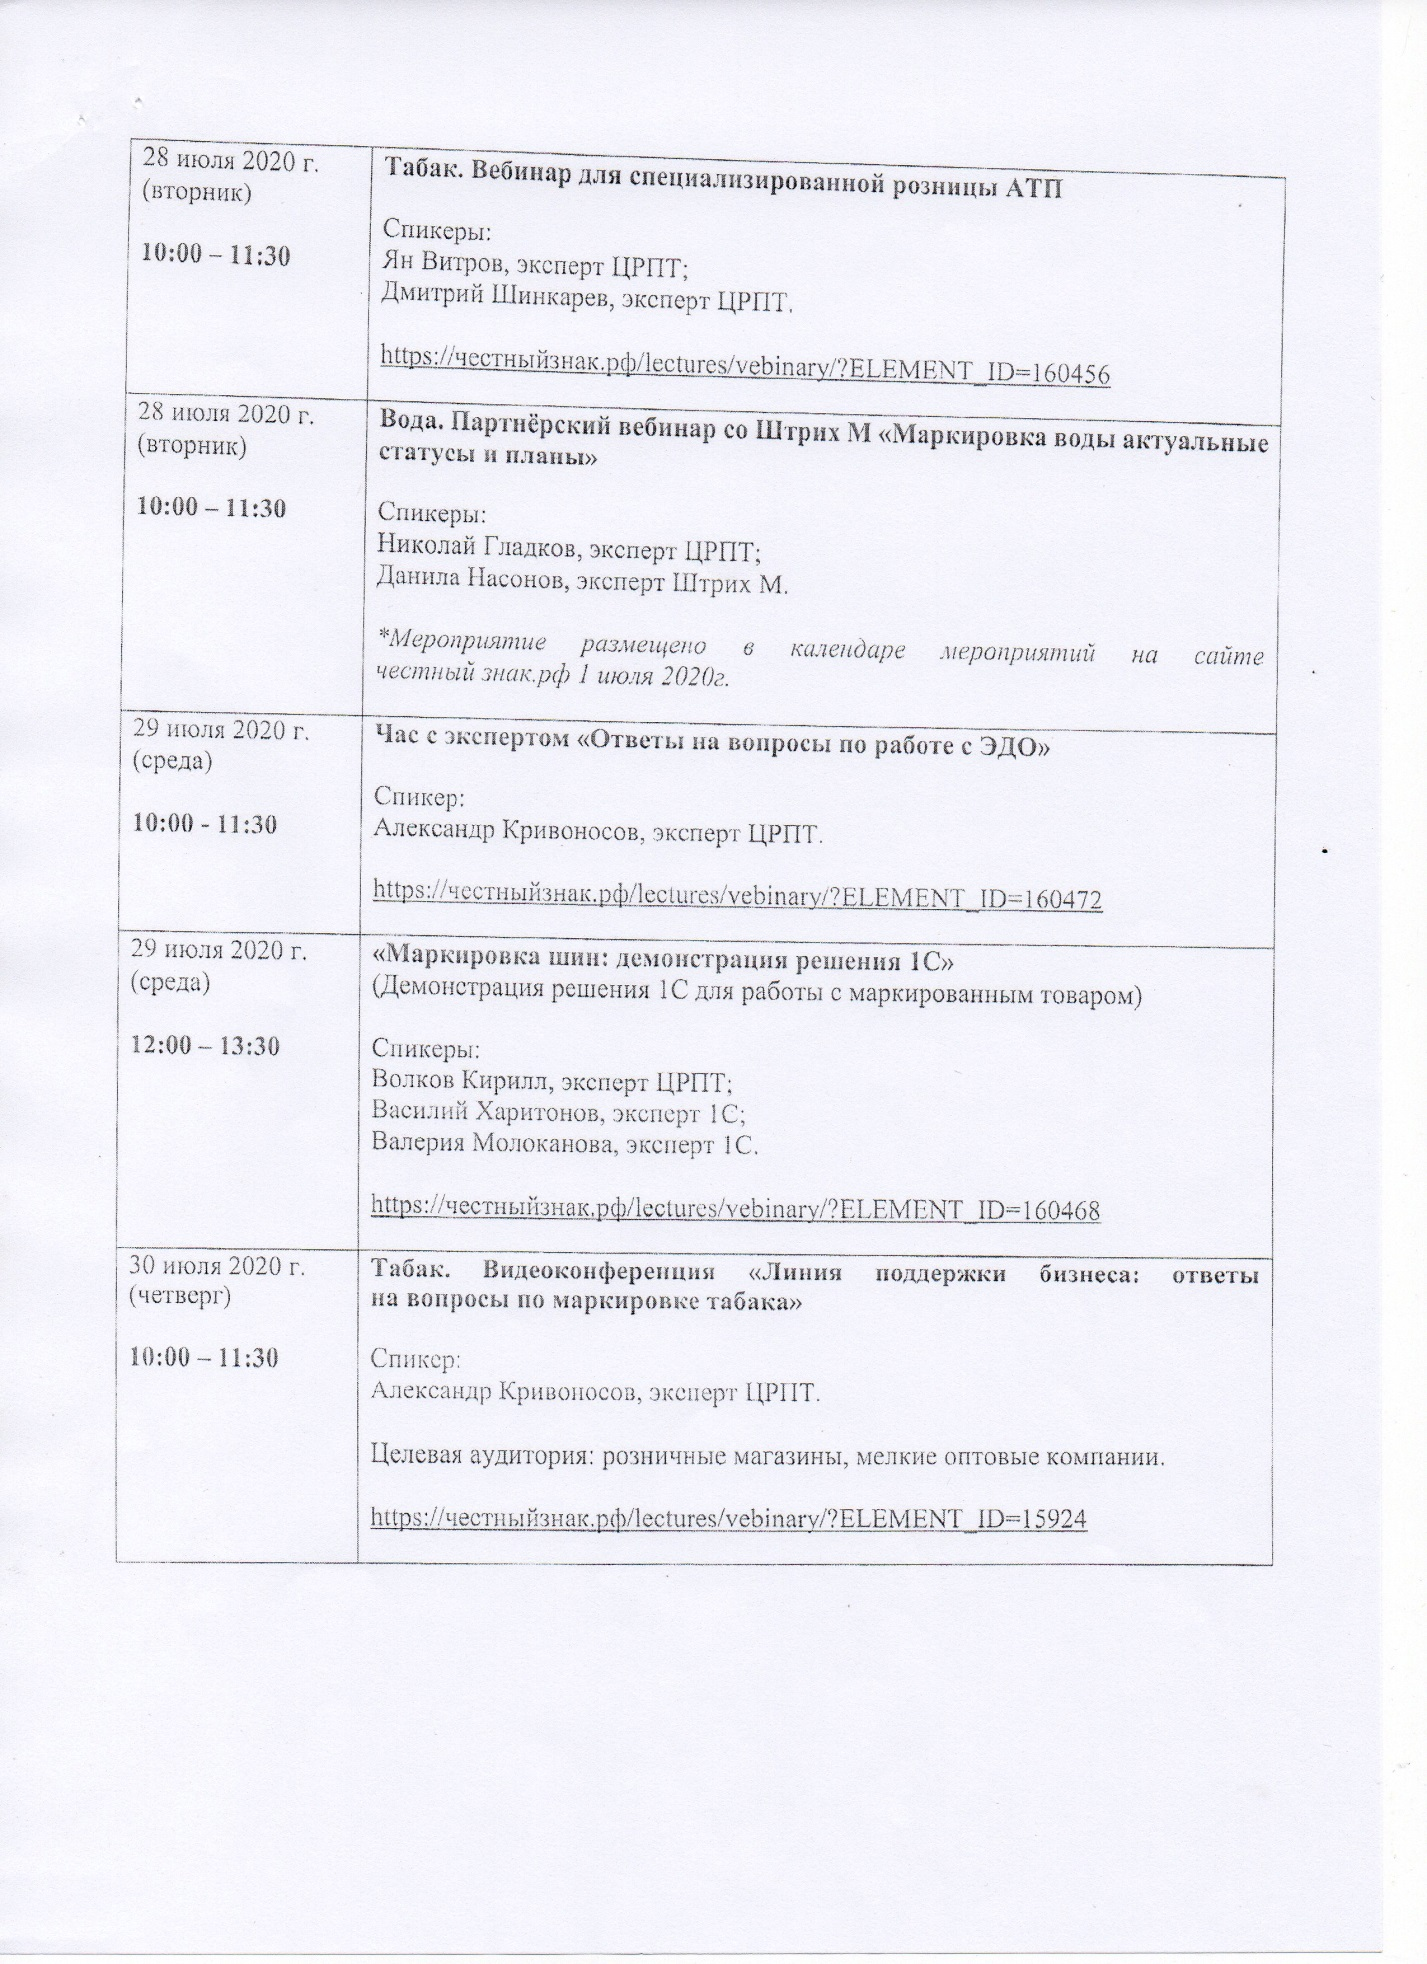 28 июля 2020 г.
(вторник)
10:00 – 11:30
Табак. Вебинар для специализированной розницы АТП
Спикеры:
Ян Витров, эксперт ЦРПТ;
Дмитрий Шинкарев, эксперт ЦРПТ.
https://честныйзнак.рф/lectures/vebinary/?ELEMENT_ID=160456
28 июля 2020 г.
(вторник)
10:00 – 11:30
Вода. Партнёрский вебинар со Штрих М «Маркировка воды актуальные
статусы и планы»
Спикеры:
Николай Гладков, эксперт ЦРПТ;
Данила Насонов, эксперт Штрих М.
*Мероприятие размещено в календаре мероприятий на сайте
честный знак.рф 1 июля 2020г.
29 июля 2020 г.
(среда)
10:00 - 11:30
Час с экспертом «Ответы на вопросы по работе с ЭДО»
Спикер:
Александр Кривоносов, эксперт ЦРПТ.
https://честныйзнак.рф/lectures/vebinary/?ELEMENT_ID=160472
29 июля 2020 г.
(среда)
12:00 – 13:30
«Маркировка шин: демонстрация решения 1С»
(Демонстрация решения 1С для работы с маркированным товаром)
Спикеры:
Волков Кирилл, эксперт ЦРПТ;
Василий Харитонов, эксперт 1С;
Валерия Молоканова, эксперт 1С.
https://честныйзнак.рф/lectures/vebinary/?ELEMENT_ID=160468
30 июля 2020 г.
(четверг)
10:00 – 11:30
Табак. Видеоконференция «Линия поддержки бизнеса: ответы
на вопросы по маркировке табака»
Спикер:
Александр Кривоносов, эксперт ЦРПТ.
Целевая аудитория: розничные магазины, мелкие оптовые компании.
https://честныйзнак.рф/lectures/vebinary/?ELEMENT_ID=15924